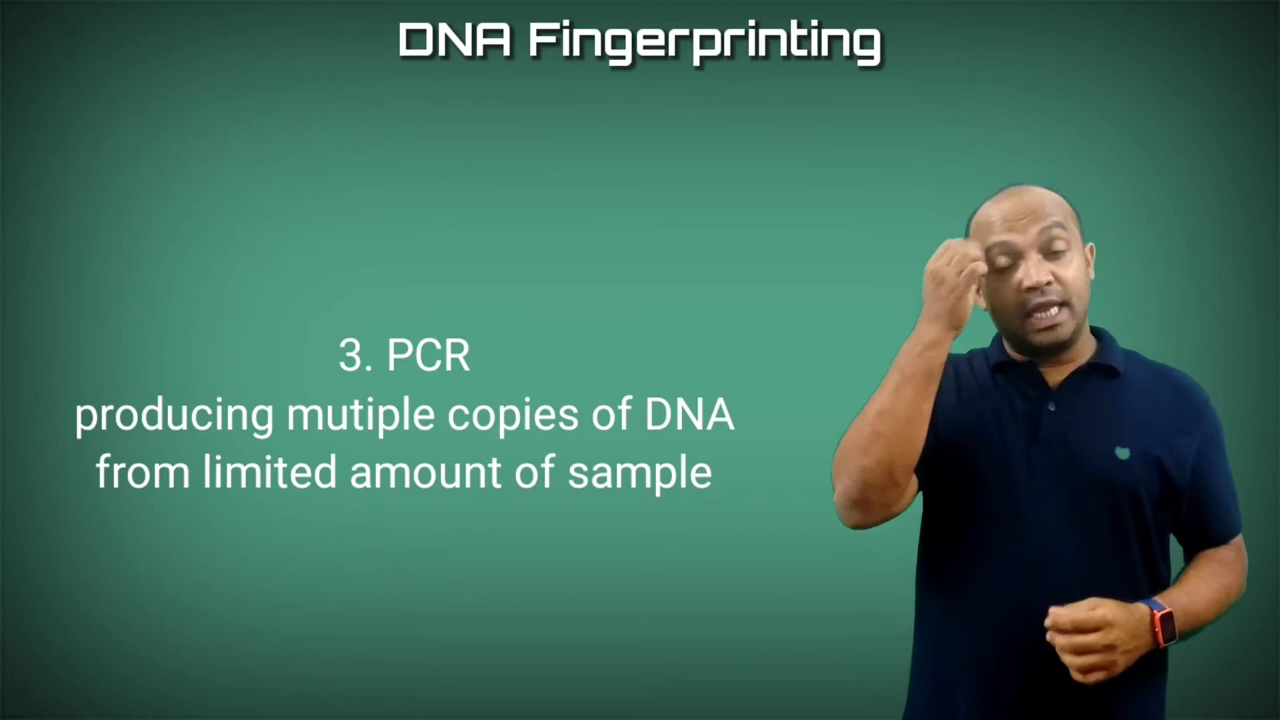 DNA Fingerprinting
3. PCR
producing mutiple copies of DNA
from limited amount of sample